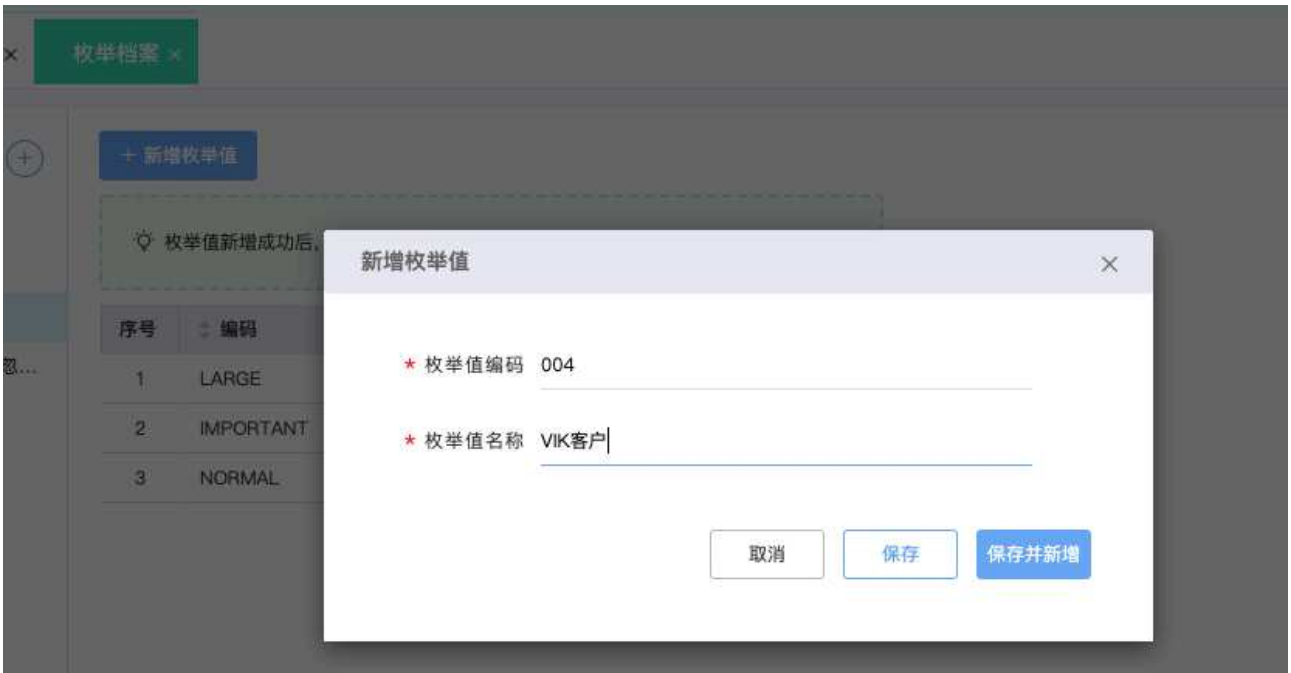 枚举档案
+ 新增枚举值
枚举值新增成功后,
新增枚举值
序号 编码
忽...
1 LARGE
2 IMPORTANT
3 NORMAL
* 枚举值编码 004
* 枚举值名称 VIK客户
取消 保存 保存并新增